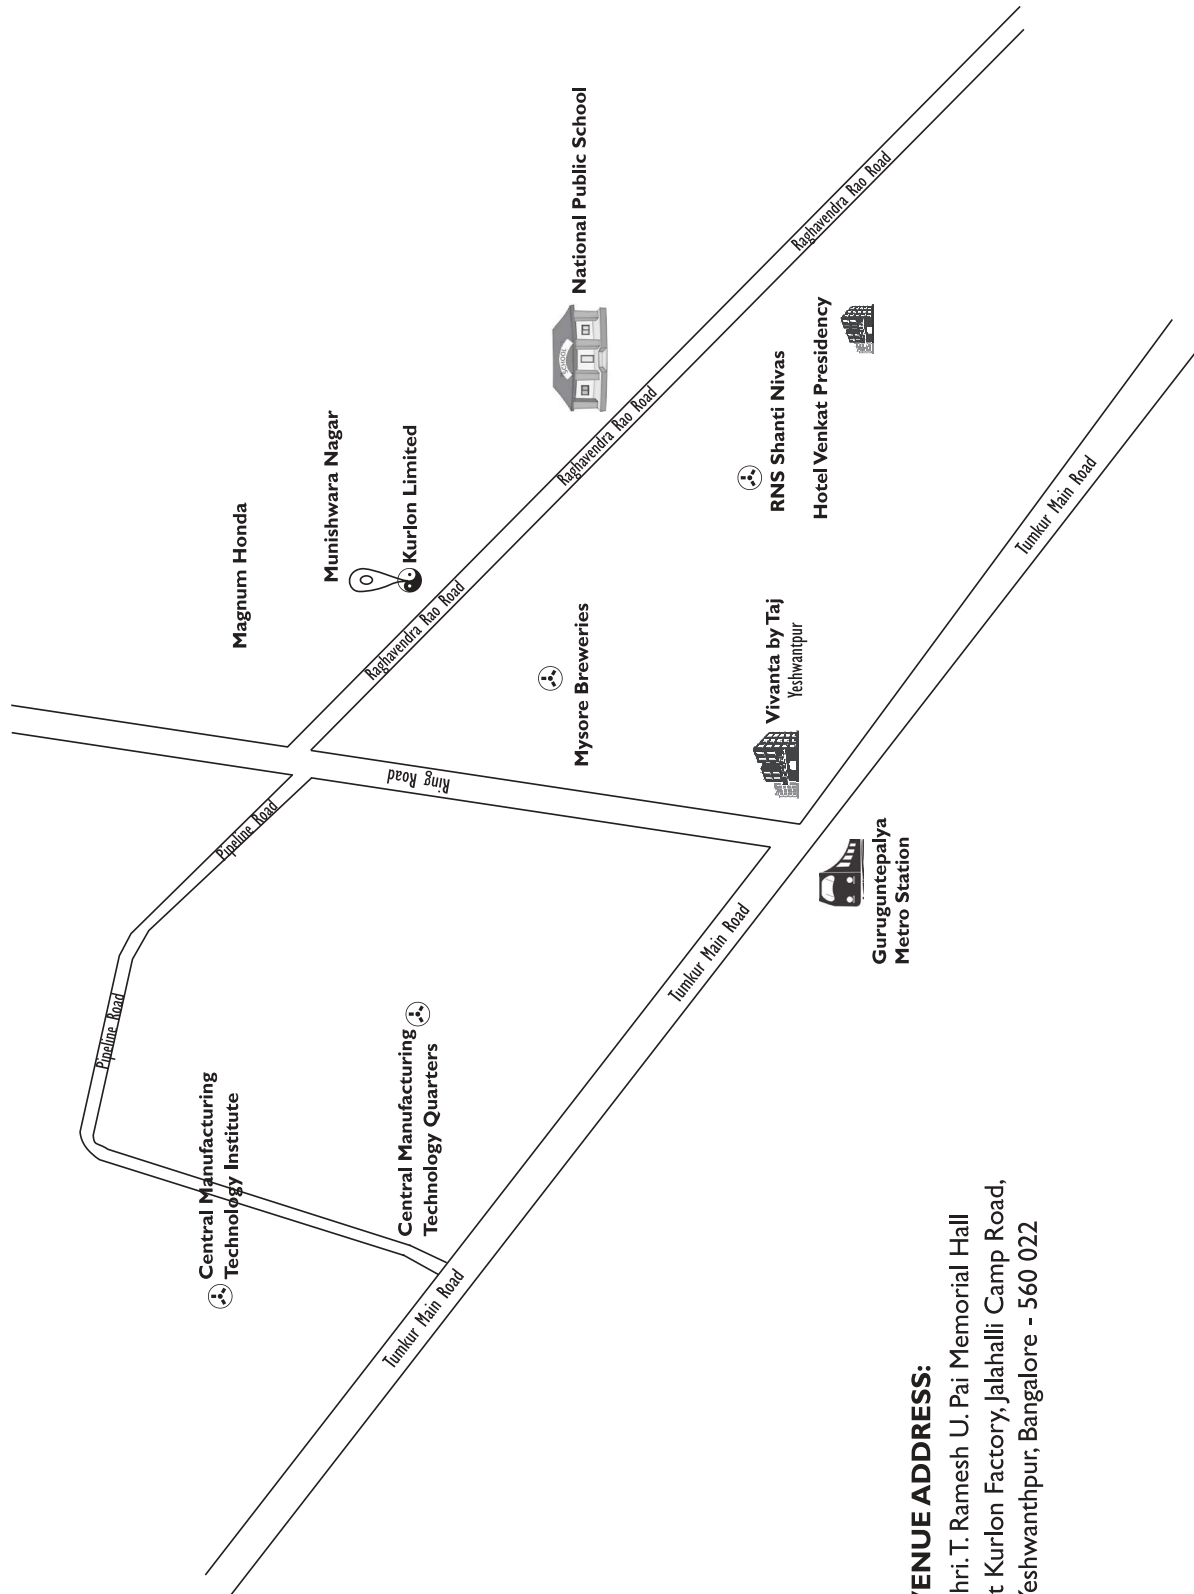 Magnum Honda
Munishwara Nagar
Kurlon Limited
National Public School
SCHOOL
Raghavendra Rao Road
Raghavendra Rao Road
Raghavendra Rao Road
Pipeline Road
Pipeline Road
Ring Road
Mysore Breweries
RNS Shanti Nivas
Hotel Venkat Presidency
Vivanta by Taj
Yeshwantpur
Central Manufacturing
Technology Institute
Central Manufacturing
Technology Quarters
Tumkur Main Road
Tumkur Main Road
Tumkur Main Road
Guruguntepalya
Metro Station
VENUE ADDRESS:
hri. T. Ramesh U. Pai Memorial Hall
t Kurlon Factory, Jalahalli Camp Road,
eshwanthpur, Bangalore - 560 022